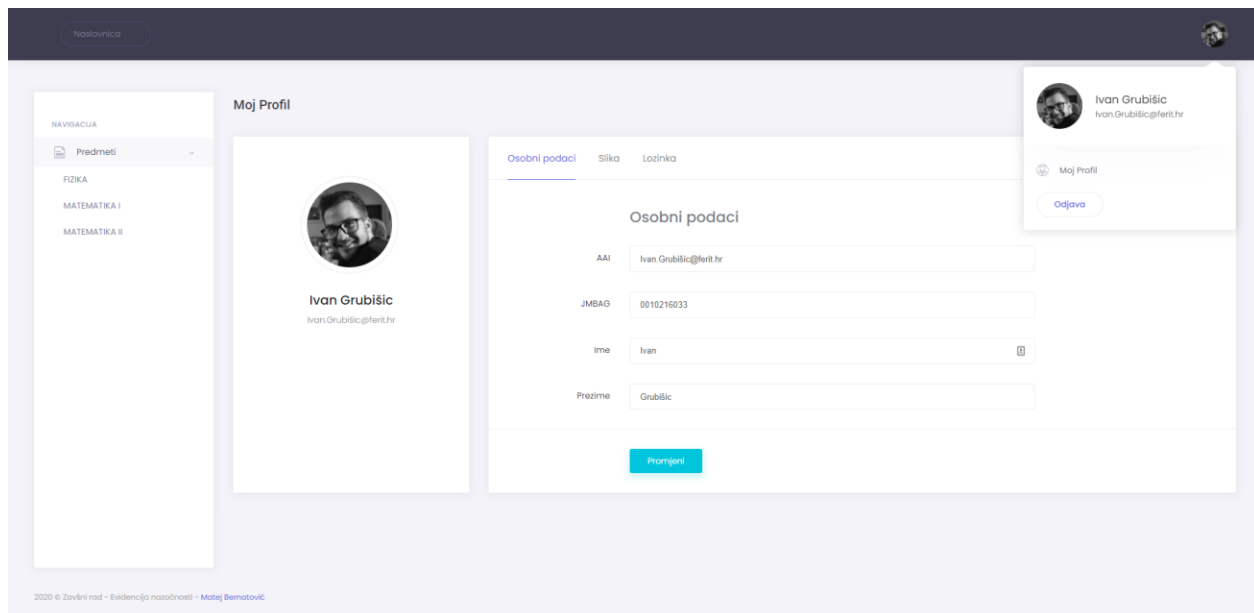 Naslovnica
Ivan Grubišic
Ivan.Grubišic@ferit.hr
Moj Profil
Odjava
NAVIGACIJA
Predmeti
FIZIKA
MATEMATIKA I
MATEMATIKA II
Moj Profil
Ivan Grubišic
Ivan.Grubišic@ferit.hr
Osobni podaci Slika Lozinka
Osobni podaci
AAI Ivan.Grubišic@ferit.hr
JMBAG 0010216033
Ime Ivan
Prezime Grubišic
Promjeni
2020 © Završni rad - Evidencija nazočnosti - Matej Bernatović